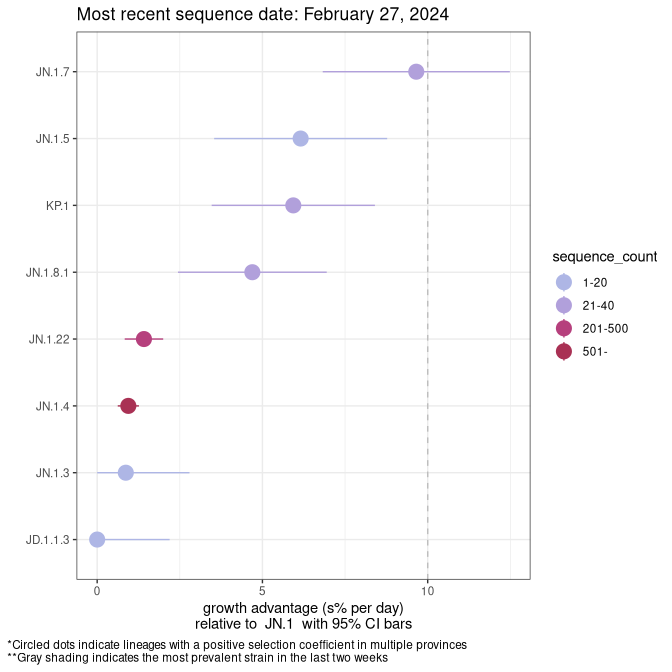 Most recent sequence date: February 27, 2024
JN.1.7
JN.1.5
KP.1
JN.1.8.1
JN.1.22
JN.1.4
JN.1.3
JD.1.1.3
0 5 10
growth advantage (s% per day)
relative to JN.1 with 95% CI bars
sequence_count
1-20
21-40
201-500
501-
*Circled dots indicate lineages with a positive selection coefficient in multiple provinces
**Gray shading indicates the most prevalent strain in the last two weeks